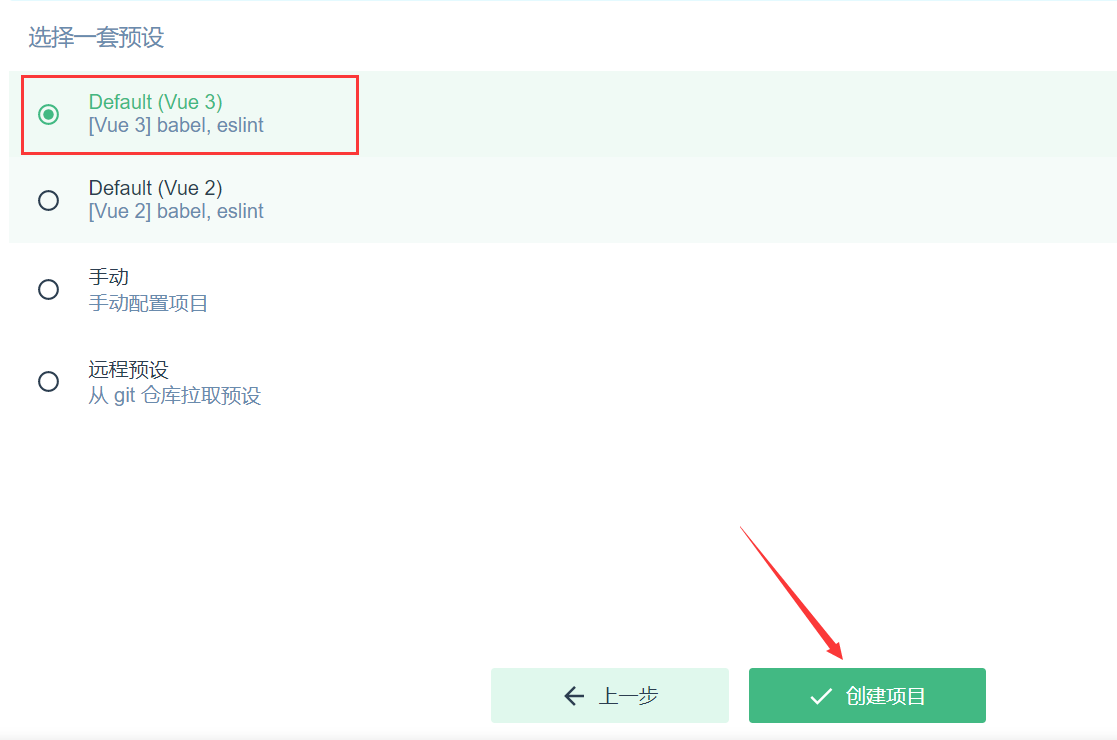 选择一套预设
Default (Vue 3)
[Vue 3] babel, eslint
Default (Vue 2)
[Vue 2] babel, eslint
手动
手动配置项目
远程预设
从 git 仓库拉取预设
上一步
创建项目